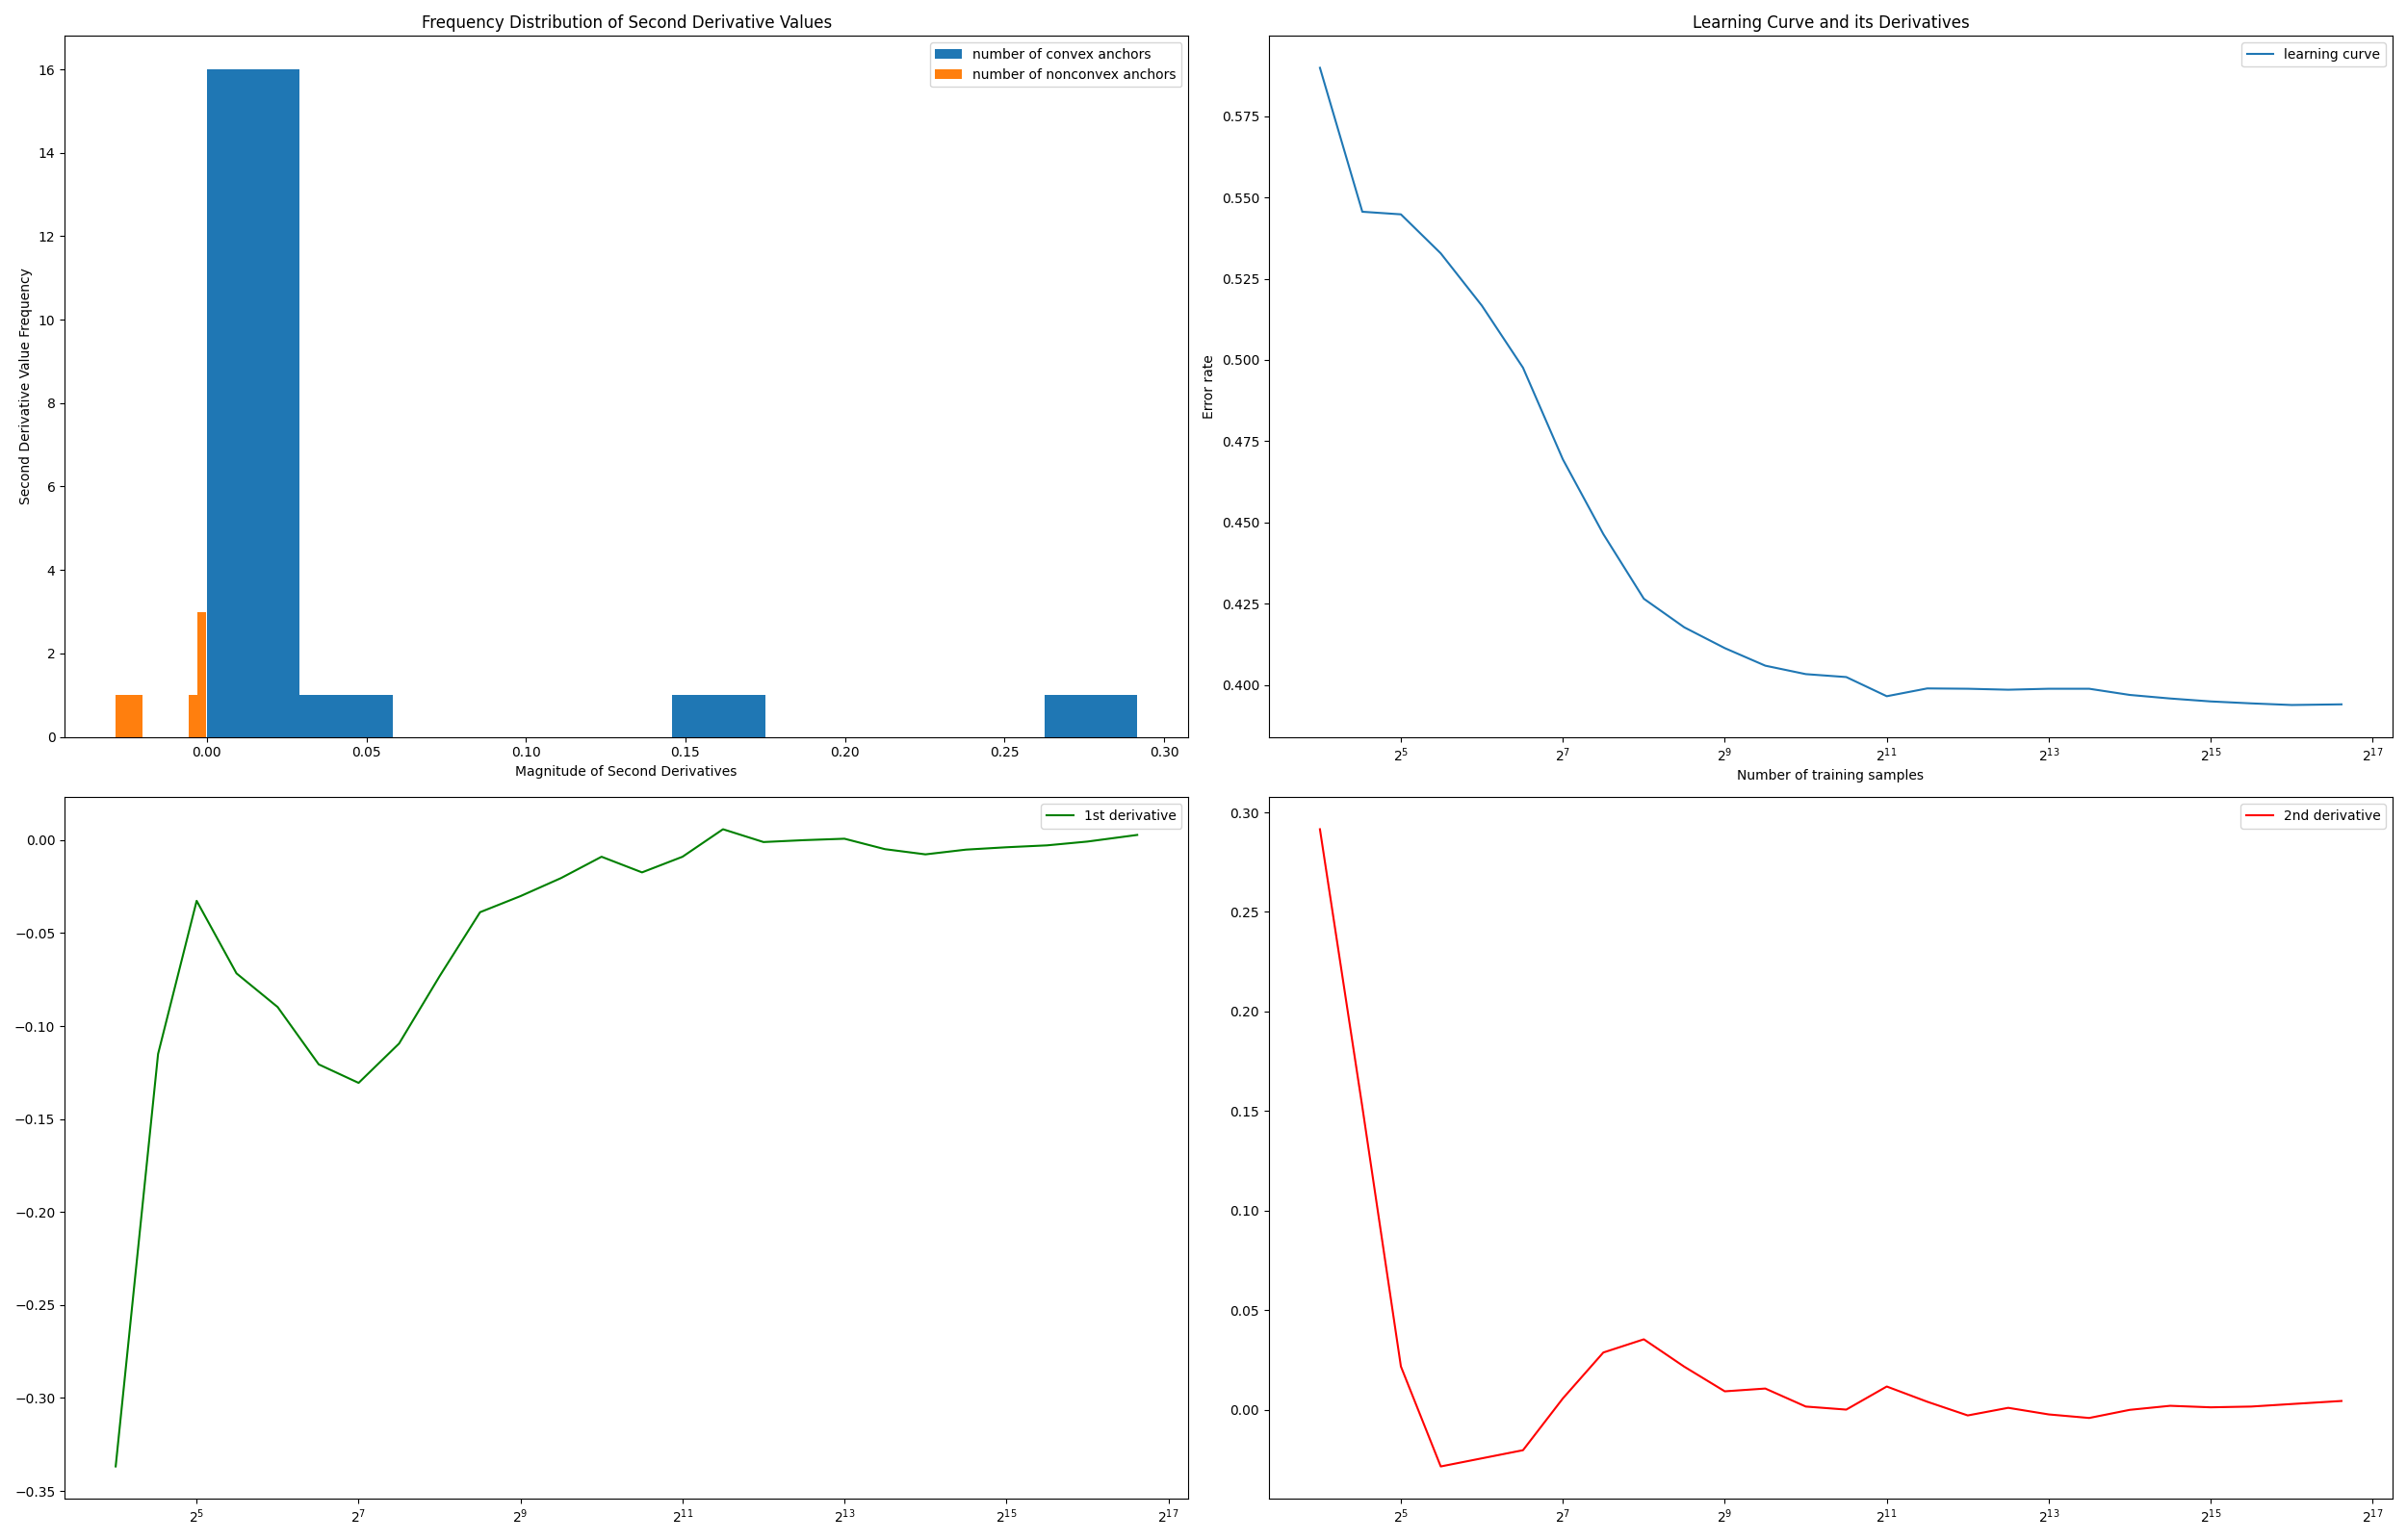 Frequency Distribution of Second Derivative Values
number of convex anchors
number of nonconvex anchors
Second Derivative Value Frequency
16
14
12
10
8
6
4
2
0
0.00 0.05 0.10 0.15 0.20 0.25 0.30
Magnitude of Second Derivatives
Learning Curve and its Derivatives
learning curve
Error rate
0.575
0.550
0.525
0.500
0.475
0.450
0.425
0.400
2^5 2^7 2^9 2^11 2^13 2^15 2^17
Number of training samples
1st derivative
0.00
−0.05
−0.10
−0.15
−0.20
−0.25
−0.30
−0.35
2^5 2^7 2^9 2^11 2^13 2^15 2^17
2nd derivative
0.30
0.25
0.20
0.15
0.10
0.05
0.00
2^5 2^7 2^9 2^11 2^13 2^15 2^17